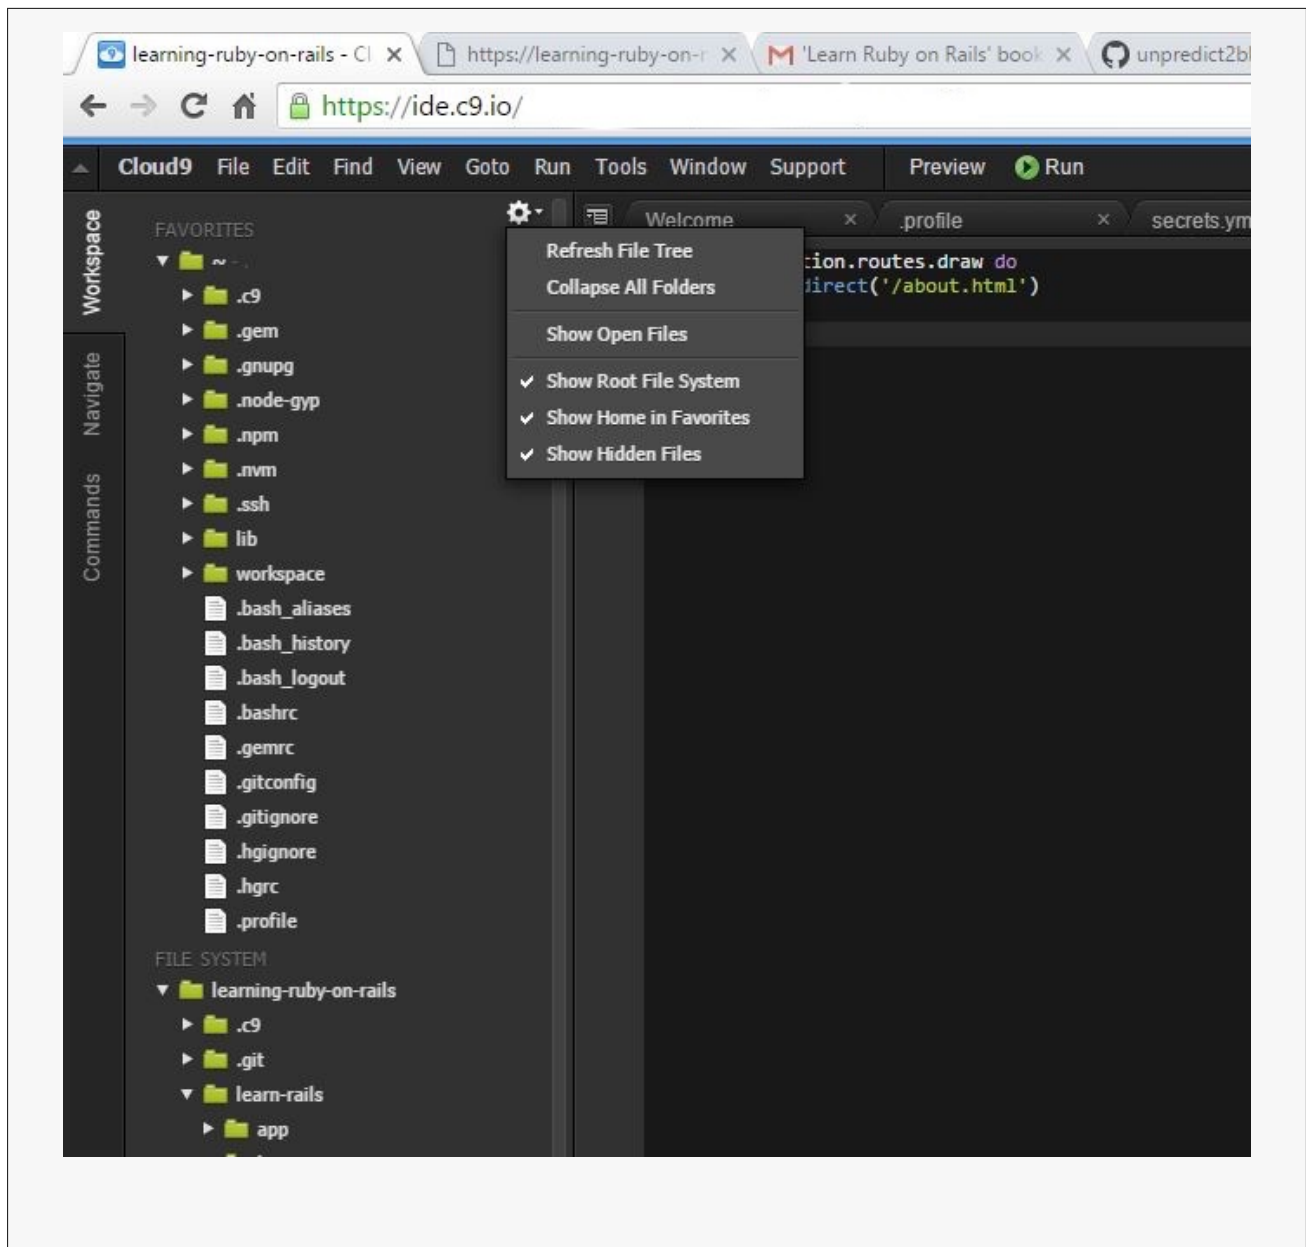 learning-ruby-on-rails - Cl https://learning-ruby-on-r 'Learn Ruby on Rails' book unpredict2bl
https://ide.c9.io/
Cloud9 File Edit Find View Goto Run Tools Window Support Preview Run
Workspace
Navigate
Commands
FAVORITES
~
.c9
.gem
.gnupg
.node-gyp
.npm
.nvm
.ssh
lib
workspace
.bash_aliases
.bash_history
.bash_logout
.bashrc
.gemrc
.gitconfig
.gitignore
.hgignore
.hgrc
.profile
FILE SYSTEM
learning-ruby-on-rails
.c9
.git
learn-rails
app
Refresh File Tree
Collapse All Folders
Show Open Files
Show Root File System
Show Home in Favorites
Show Hidden Files
Welcome .profile secrets.ym
tion.routes.draw do
direct('/about.html')